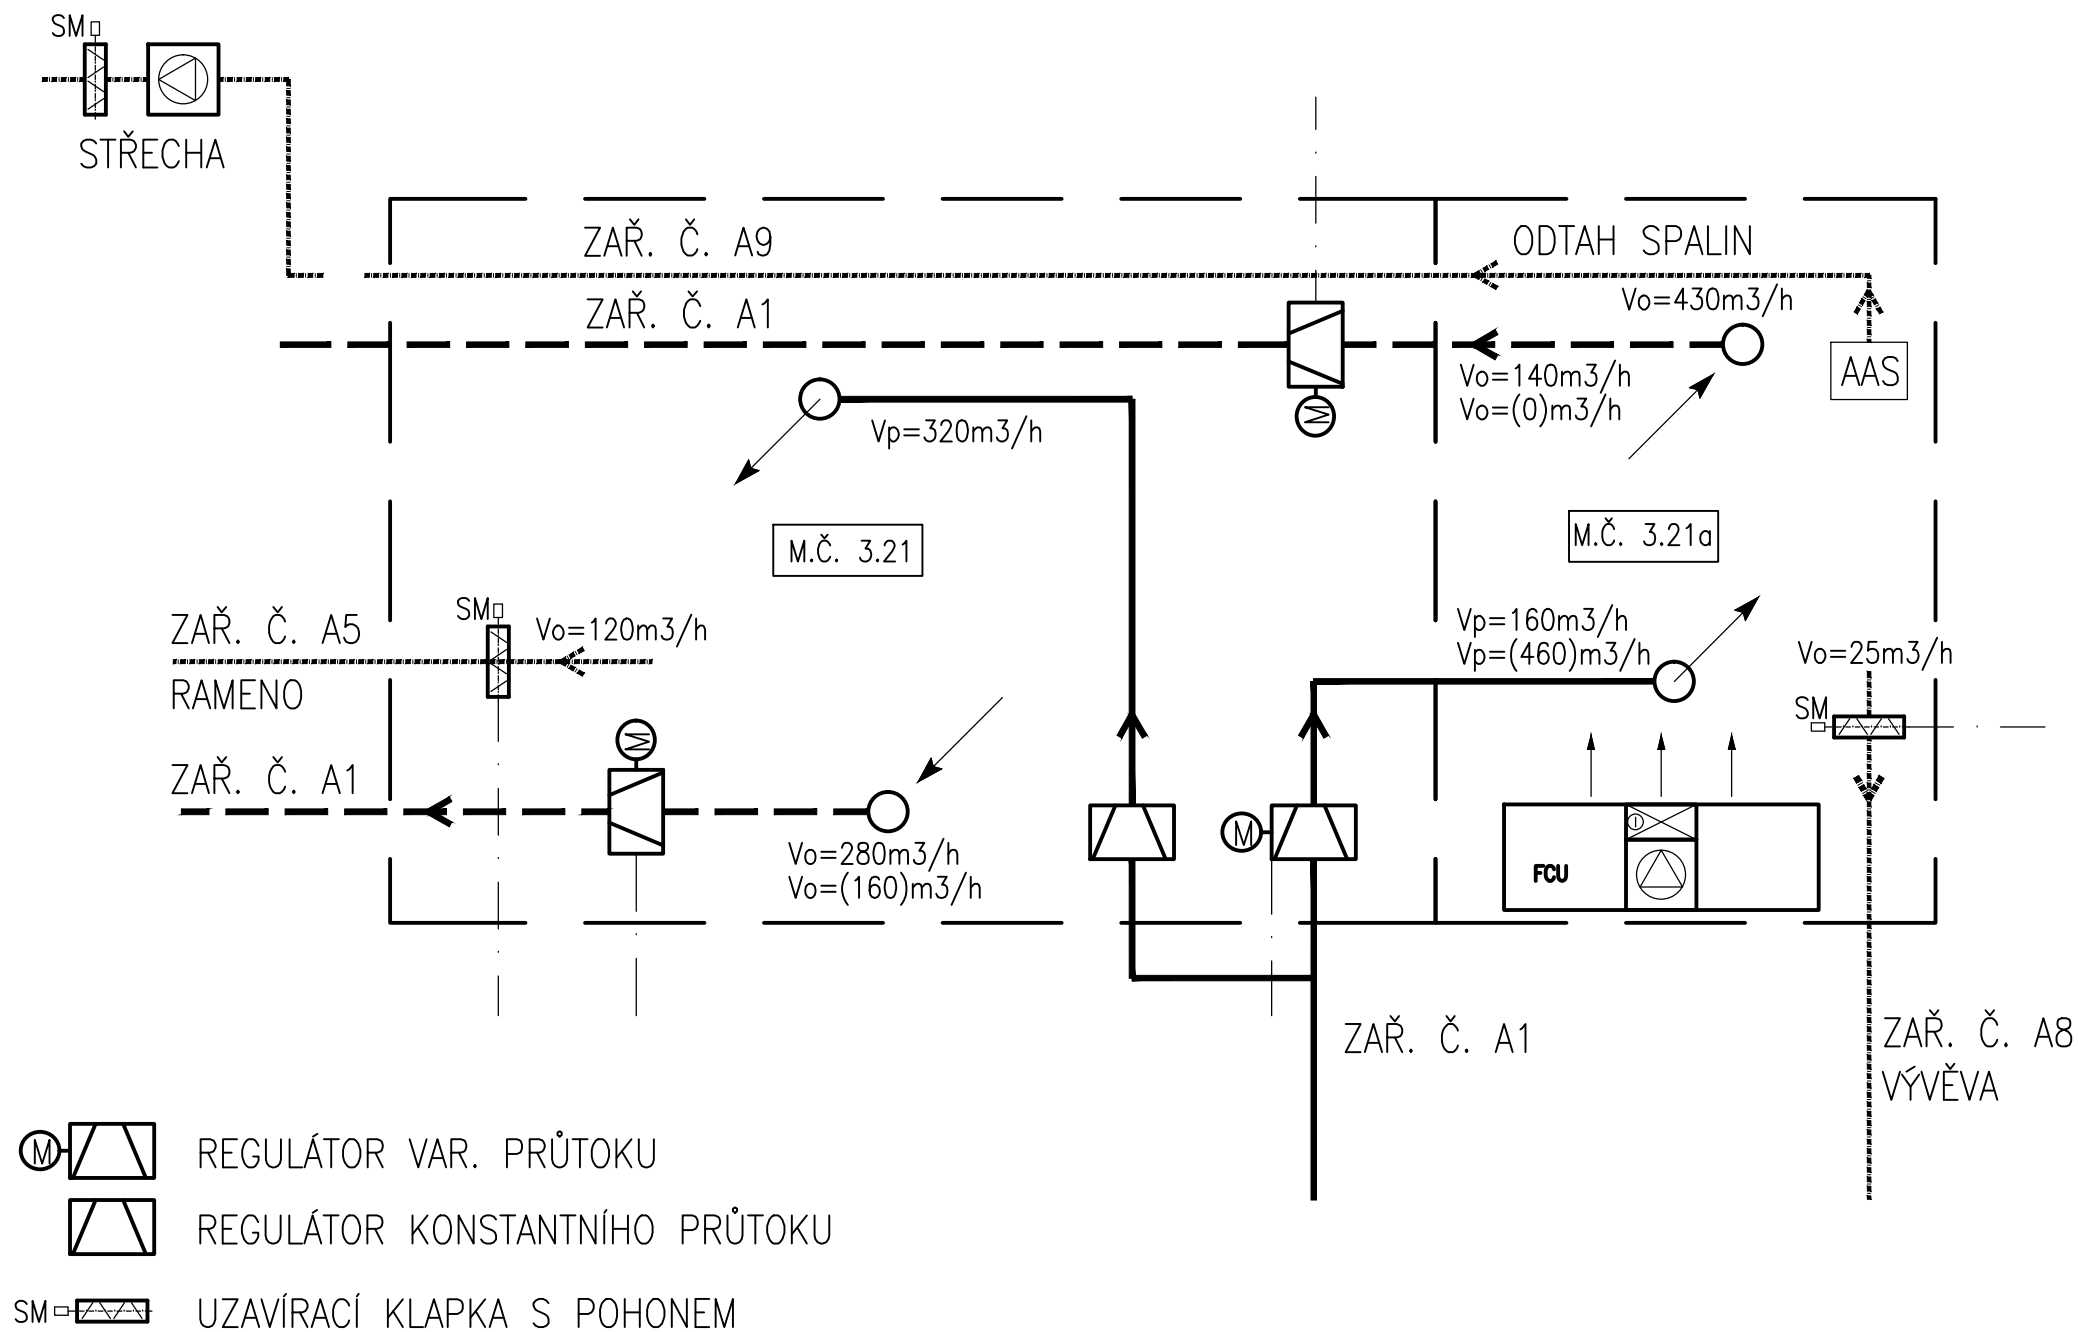 SM
STŘECHA
ZAŘ. Č. A9
ODTAH SPALIN
Vo=430m3/h
ZAŘ. Č. A1
AAS
Vo=140m3/h
Vo=(0)m3/h
M
Vp=320m3/h
M.Č. 3.21
M.Č. 3.21a
ZAŘ. Č. A5
RAMENO
SM
Vo=120m3/h
Vp=160m3/h
Vp=(460)m3/h
Vo=25m3/h
SM
M
ZAŘ. Č. A1
Vo=280m3/h
Vo=(160)m3/h
M
FCU
ZAŘ. Č. A1
ZAŘ. Č. A8
VÝVĚVA
M REGULÁTOR VAR. PRŮTOKU
REGULÁTOR KONSTANTNÍHO PRŮTOKU
SM UZAVÍRACÍ KLAPKA S POHONEM